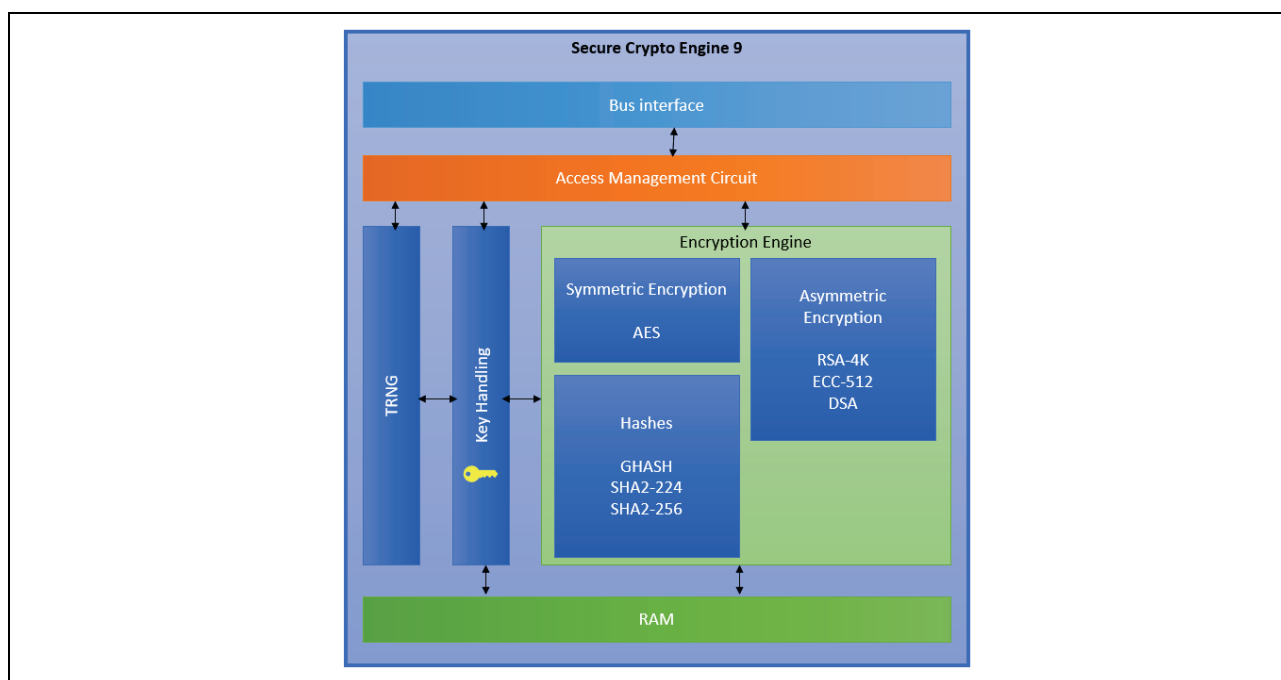 Secure Crypto Engine 9
Bus interface
Access Management Circuit
TRNG
Key Handling
Encryption Engine
Symmetric Encryption
AES
Hashes
GHASH
SHA2-224
SHA2-256
Asymmetric
Encryption
RSA-4K
ECC-512
DSA
RAM